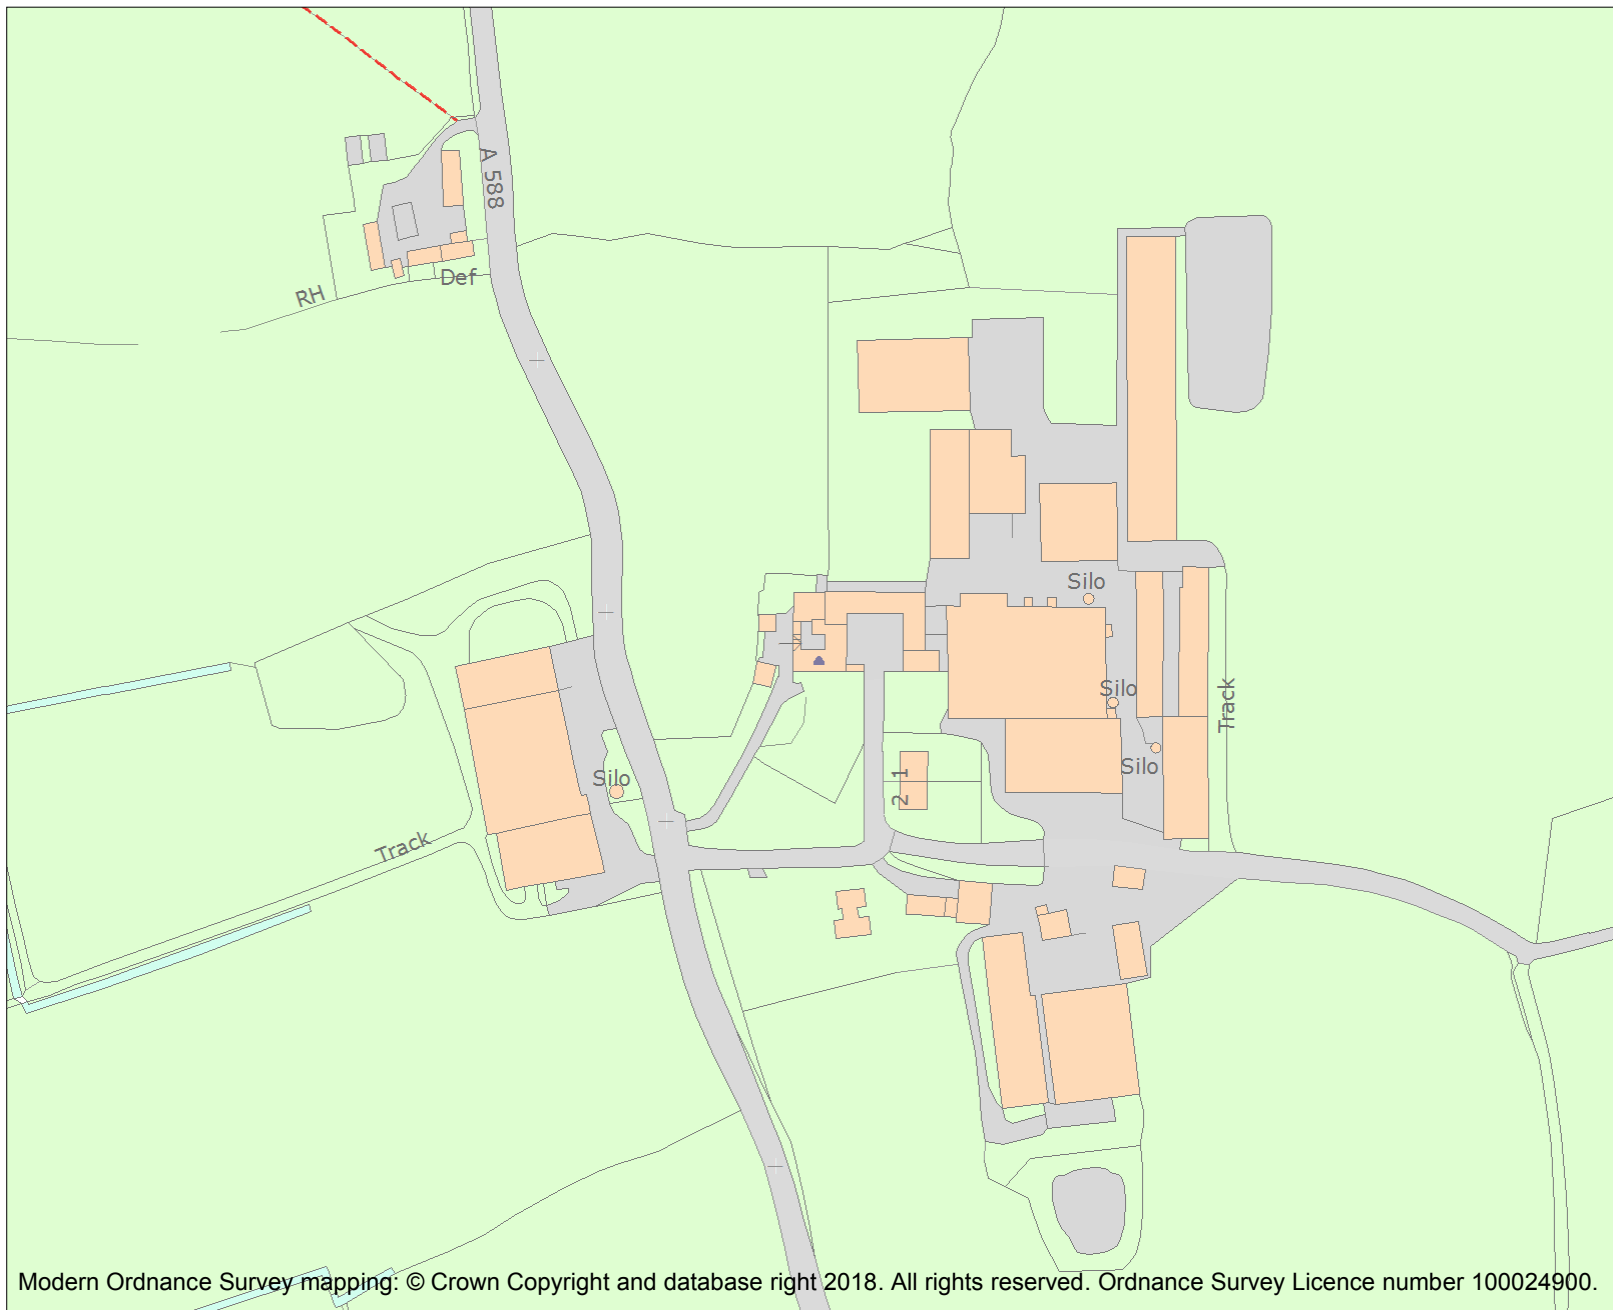 A 588
RH
Def
Silo
Silo
Track
Silo
Silo
1
2
Track
Modern Ordnance Survey mapping: © Crown Copyright and database right 2018. All rights reserved. Ordnance Survey Licence number 100024900.